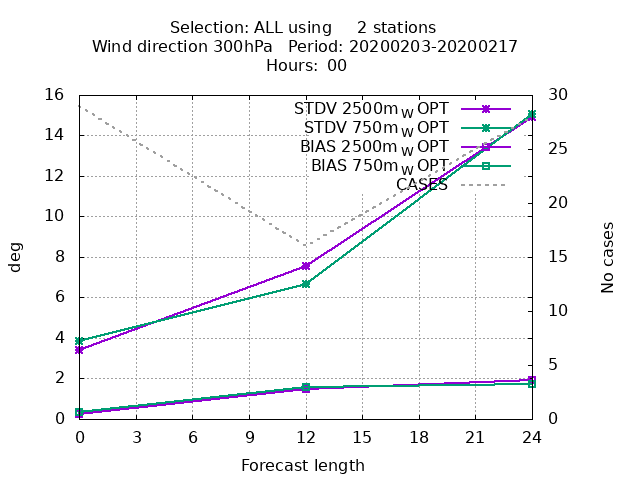 Selection: ALL using 2 stations
Wind direction 300hPa Period: 20200203-20200217
Hours: 00
16
14
12
10
8
6
4
2
0
deg
STDV 2500m_W OPT
STDV 750m_W OPT
BIAS 2500m_W OPT
BIAS 750m_W OPT
CASES
30
25
20
15
10
5
0
No cases
0 3 6 9 12 15 18 21 24
Forecast length